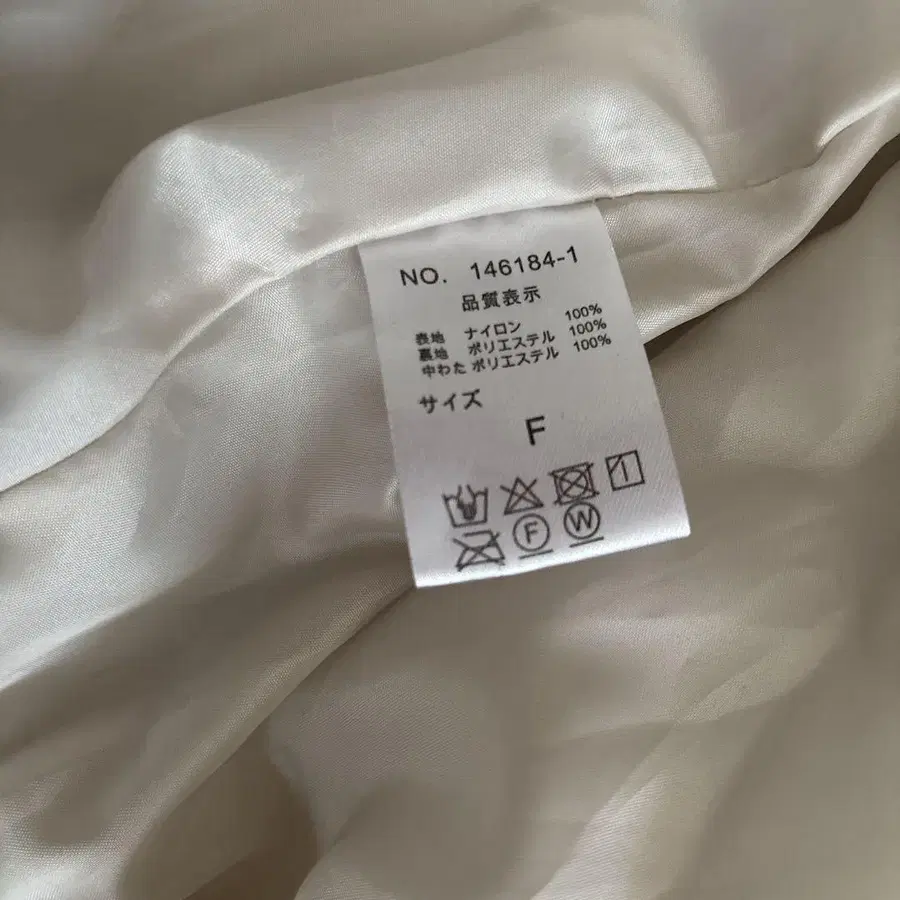 NO. 146184-1
品質表示
表地 ナイロン 100%
裏地 ポリエステル 100%
中わた ポリエステル 100%
サイズ
F
F W